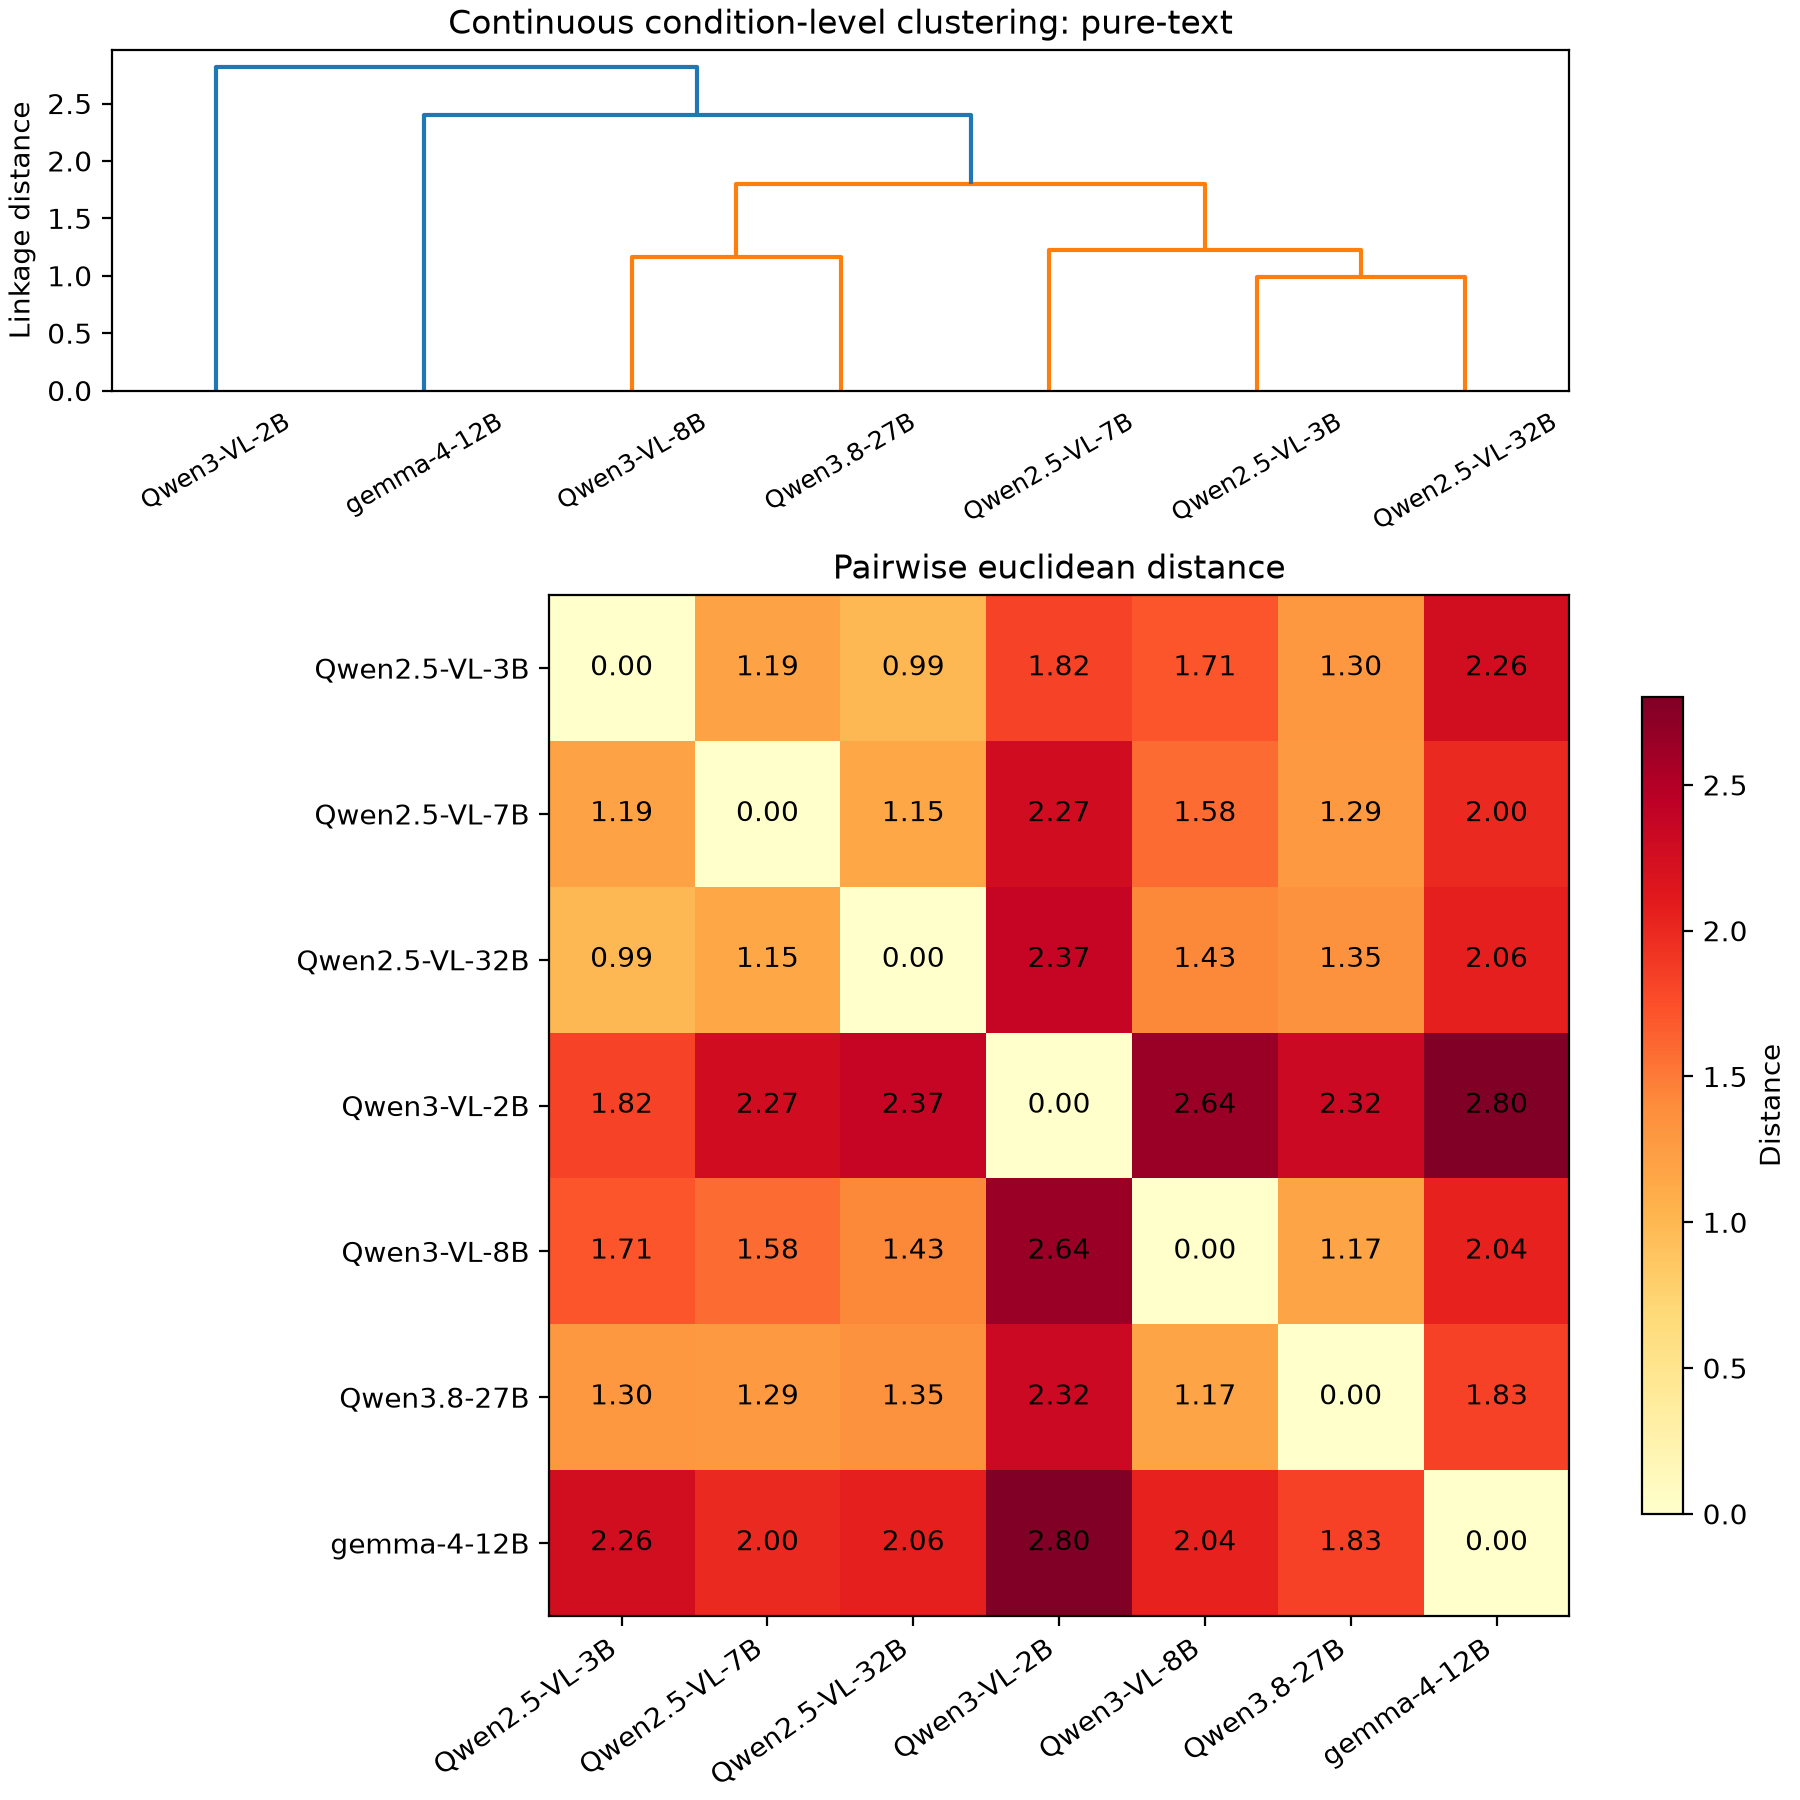 Continuous condition-level clustering: pure-text
Linkage distance
2.5
2.0
1.5
1.0
0.5
0.0
Qwen3-VL-2B
gemma-4-12B
Qwen3-VL-8B
Qwen3.8-27B
Qwen2.5-VL-7B
Qwen2.5-VL-3B
Qwen2.5-VL-32B
Pairwise euclidean distance
Qwen2.5-VL-3B 0.00 1.19 0.99 1.82 1.71 1.30 2.26
Qwen2.5-VL-7B 1.19 0.00 1.15 2.27 1.58 1.29 2.00
Qwen2.5-VL-32B 0.99 1.15 0.00 2.37 1.43 1.35 2.06
Qwen3-VL-2B 1.82 2.27 2.37 0.00 2.64 2.32 2.80
Qwen3-VL-8B 1.71 1.58 1.43 2.64 0.00 1.17 2.04
Qwen3.8-27B 1.30 1.29 1.35 2.32 1.17 0.00 1.83
gemma-4-12B 2.26 2.00 2.06 2.80 2.04 1.83 0.00
Qwen2.5-VL-3B
Qwen2.5-VL-7B
Qwen2.5-VL-32B
Qwen3-VL-2B
Qwen3-VL-8B
Qwen3.8-27B
gemma-4-12B
2.5
2.0
1.5
1.0
0.5
0.0
Distance